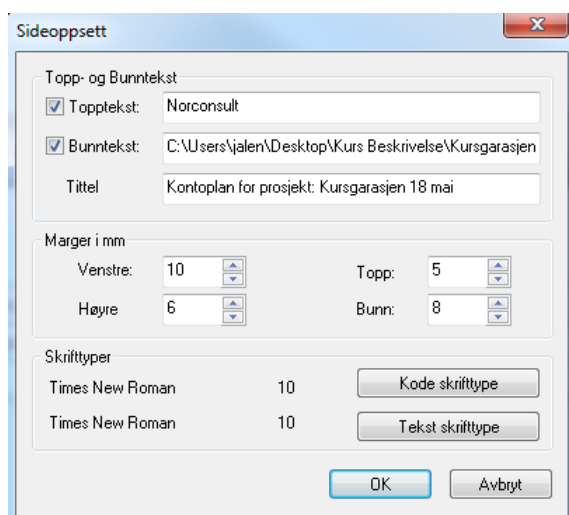 Sideoppsett
Topp- og Bunntekst
Topptekst: Norconsult
Bunntekst: C:\Users\jalen\Desktop\Kurs Beskrivelse\Kursgarasjen
Tittel Kontoplan for prosjekt: Kursgarasjen 18 mai
Marger i mm
Venstre: 10 Topp: 5
Høyre 6 Bunn: 8
Skrifttyper
Times New Roman 10 Kode skrifttype
Times New Roman 10 Tekst skrifttype
OK Avbryt